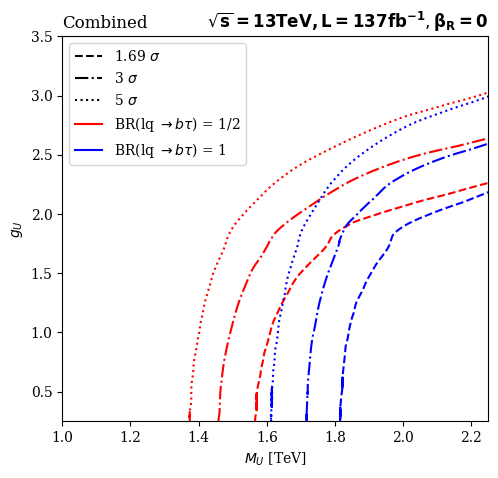 Combined
√s = 13TeV, L = 137fb⁻¹, β_R = 0
3.5
3.0
2.5
2.0
1.5
1.0
0.5
g_U
1.69 σ
3 σ
5 σ
BR(lq → bτ) = 1/2
BR(lq → bτ) = 1
1.0 1.2 1.4 1.6 1.8 2.0 2.2
M_U [TeV]